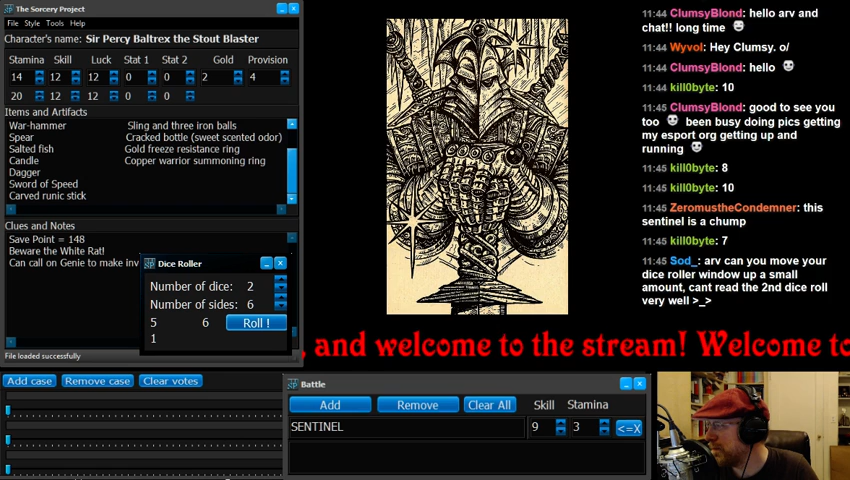 The Sorcery Project
File Style Tools Help
Character's name: Sir Percy Baltrex the Stout Blaster
Stamina Skill Luck Stat 1 Stat 2 Gold Provision
14 12 12 0 0 2 4
20 12 12 0 0
Items and Artifacts
War-hammer Sling and three iron balls
Spear Cracked bottle (sweet scented odor)
Salted fish Gold freeze resistance ring
Candle Copper warrior summoning ring
Dagger
Sword of Speed
Carved runic stick
Clues and Notes
Save Point = 148
Beware the White Rat!
Can call on Genie to make inv
File loaded successfully
Dice Roller
Number of dice: 2
Number of sides: 6
5 6 Roll !
1
11:44 ClumsyBlond: hello arv and
chat!! long time
11:44 Wyvol: Hey Clumsy. o/
11:44 ClumsyBlond: hello
11:44 kill0byte: 10
11:45 ClumsyBlond: good to see you
too been busy doing pics getting
my esport org getting up and
running
11:45 kill0byte: 8
11:45 kill0byte: 10
11:45 ZeromustheCondemner: this
sentinel is a chump
11:45 kill0byte: 7
11:45 Sod_: arv can you move your
dice roller window up a small
amount, cant read the 2nd dice roll
very well >_>
, and welcome to the stream! Welcome to
Add case Remove case Clear votes
Battle
Add Remove Clear All Skill Stamina
SENTINEL 9 3 <=X